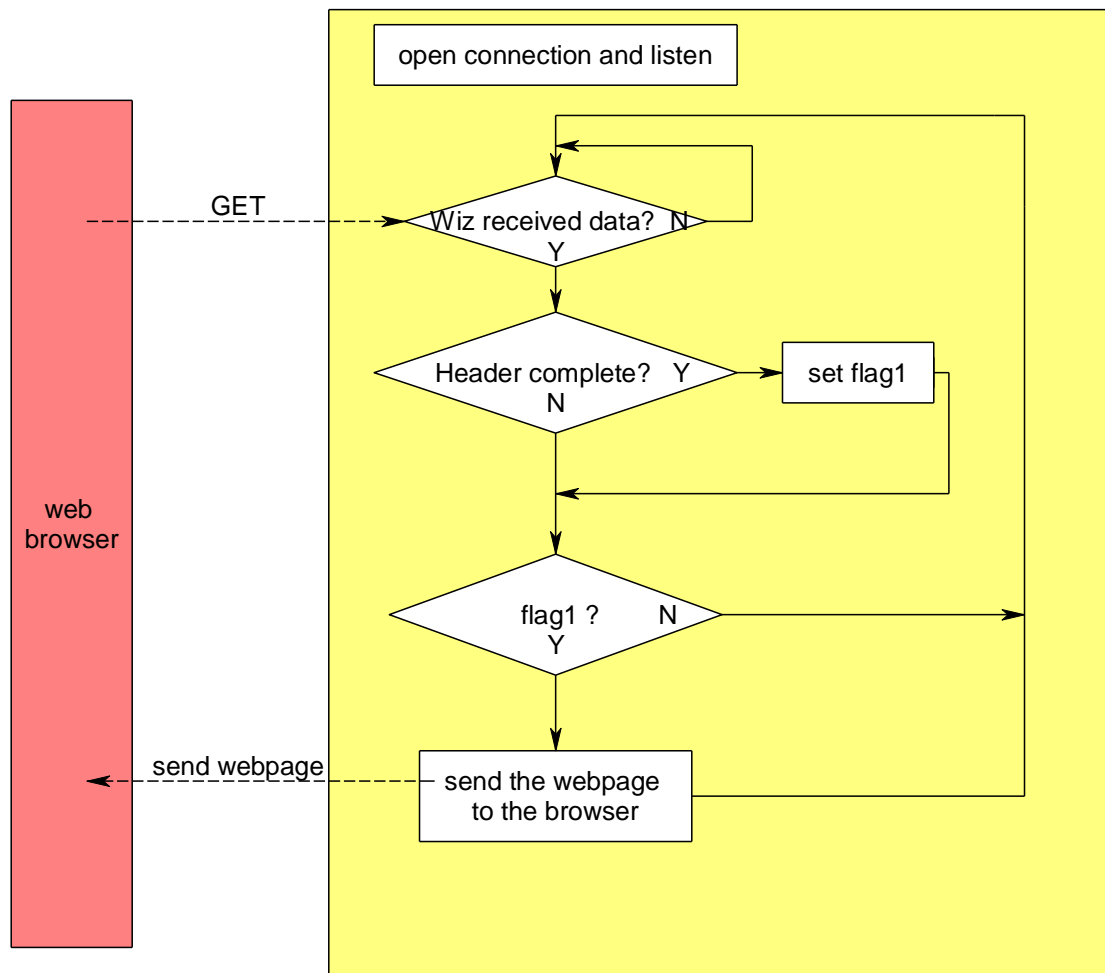 open connection and listen
GET
Wiz received data? N
Y
Header complete? Y
N
set flag1
web
browser
flag1 ? N
Y
send webpage
send the webpage
to the browser